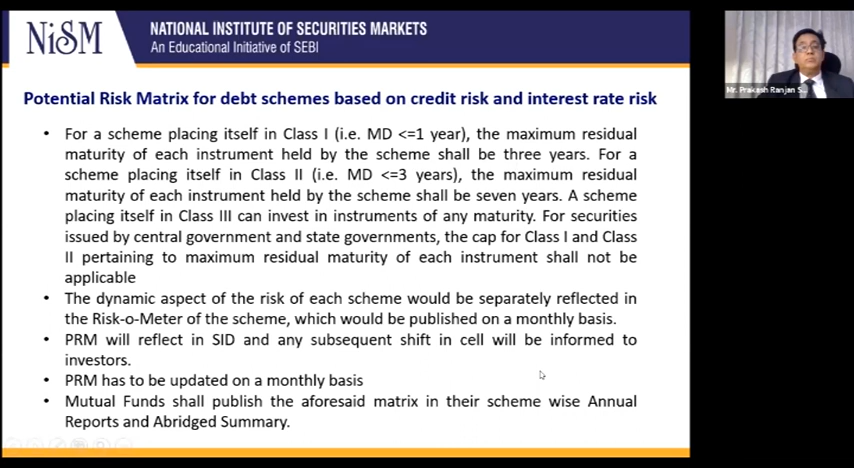 NiSM
NATIONAL INSTITUTE OF SECURITIES MARKETS
An Educational Initiative of SEBI
Potential Risk Matrix for debt schemes based on credit risk and interest rate risk
• For a scheme placing itself in Class I (i.e. MD <=1 year), the maximum residual
maturity of each instrument held by the scheme shall be three years. For a
scheme placing itself in Class II (i.e. MD <=3 years), the maximum residual
maturity of each instrument held by the scheme shall be seven years. A scheme
placing itself in Class III can invest in instruments of any maturity. For securities
issued by central government and state governments, the cap for Class I and Class
II pertaining to maximum residual maturity of each instrument shall not be
applicable
• The dynamic aspect of the risk of each scheme would be separately reflected in
the Risk-o-Meter of the scheme, which would be published on a monthly basis.
• PRM will reflect in SID and any subsequent shift in cell will be informed to
investors.
• PRM has to be updated on a monthly basis
• Mutual Funds shall publish the aforesaid matrix in their scheme wise Annual
Reports and Abridged Summary.
Mr. Prakash Ranjan S...